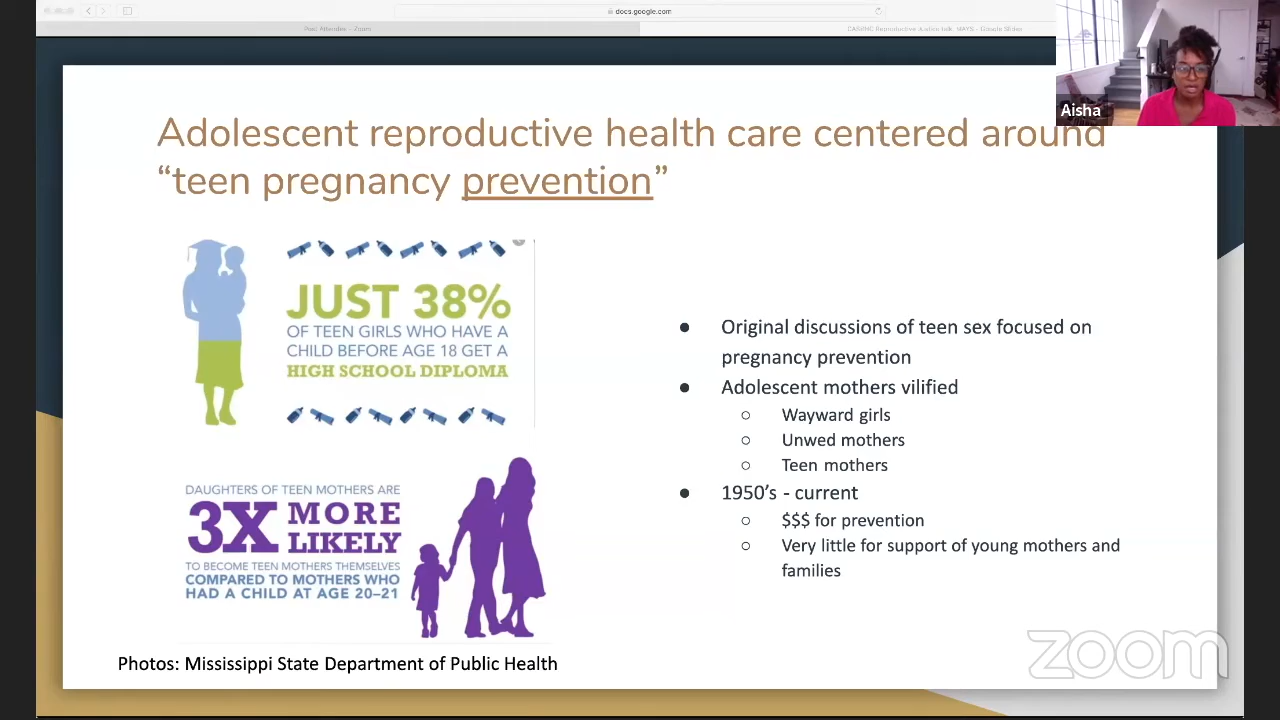 docs.google.com
Post Attendee - Zoom
Aisha
Adolescent reproductive health care centered around
“teen pregnancy prevention”
JUST 38%
OF TEEN GIRLS WHO HAVE A
CHILD BEFORE AGE 18 GET A
HIGH SCHOOL DIPLOMA
DAUGHTERS OF TEEN MOTHERS ARE
3X MORE
LIKELY
TO BECOME TEEN MOTHERS THEMSELVES
COMPARED TO MOTHERS WHO
HAD A CHILD AT AGE 20–21
Photos: Mississippi State Department of Public Health
● Original discussions of teen sex focused on
pregnancy prevention
● Adolescent mothers vilified
○ Wayward girls
○ Unwed mothers
○ Teen mothers
● 1950’s - current
○ $$$ for prevention
○ Very little for support of young mothers and
families
zoom